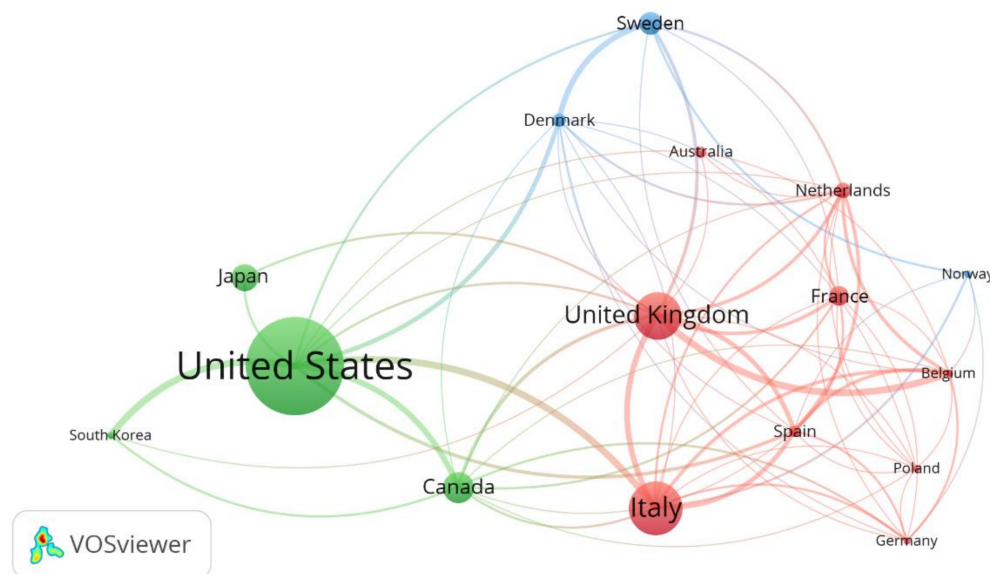 Sweden
Denmark
Australia
Netherlands
Japan
Norway
France
United Kingdom
United States
Belgium
South Korea
Spain
Poland
Canada
Italy
Germany
VOSviewer